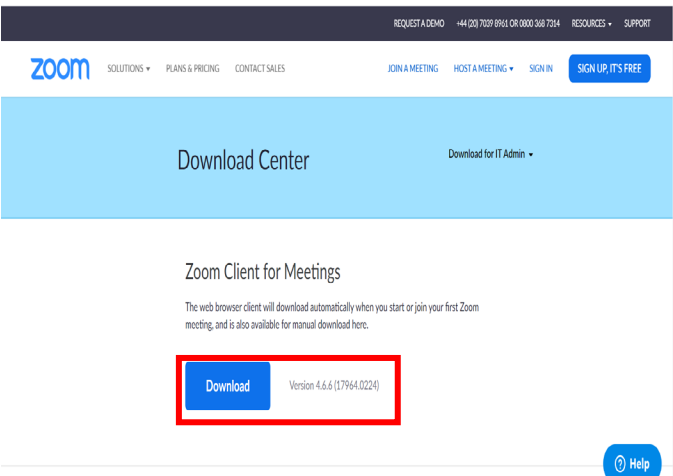 REQUEST A DEMO +44 (20) 7039 8961 OR 0800 368 7314 RESOURCES SUPPORT
zoom SOLUTIONS PLANS & PRICING CONTACT SALES JOIN A MEETING HOST A MEETING SIGN IN SIGN UP, IT'S FREE
Download Center Download for IT Admin
Zoom Client for Meetings
The web browser client will download automatically when you start or join your first Zoom
meeting, and is also available for manual download here.
Download Version 4.6.6 (17964.0224)
Help